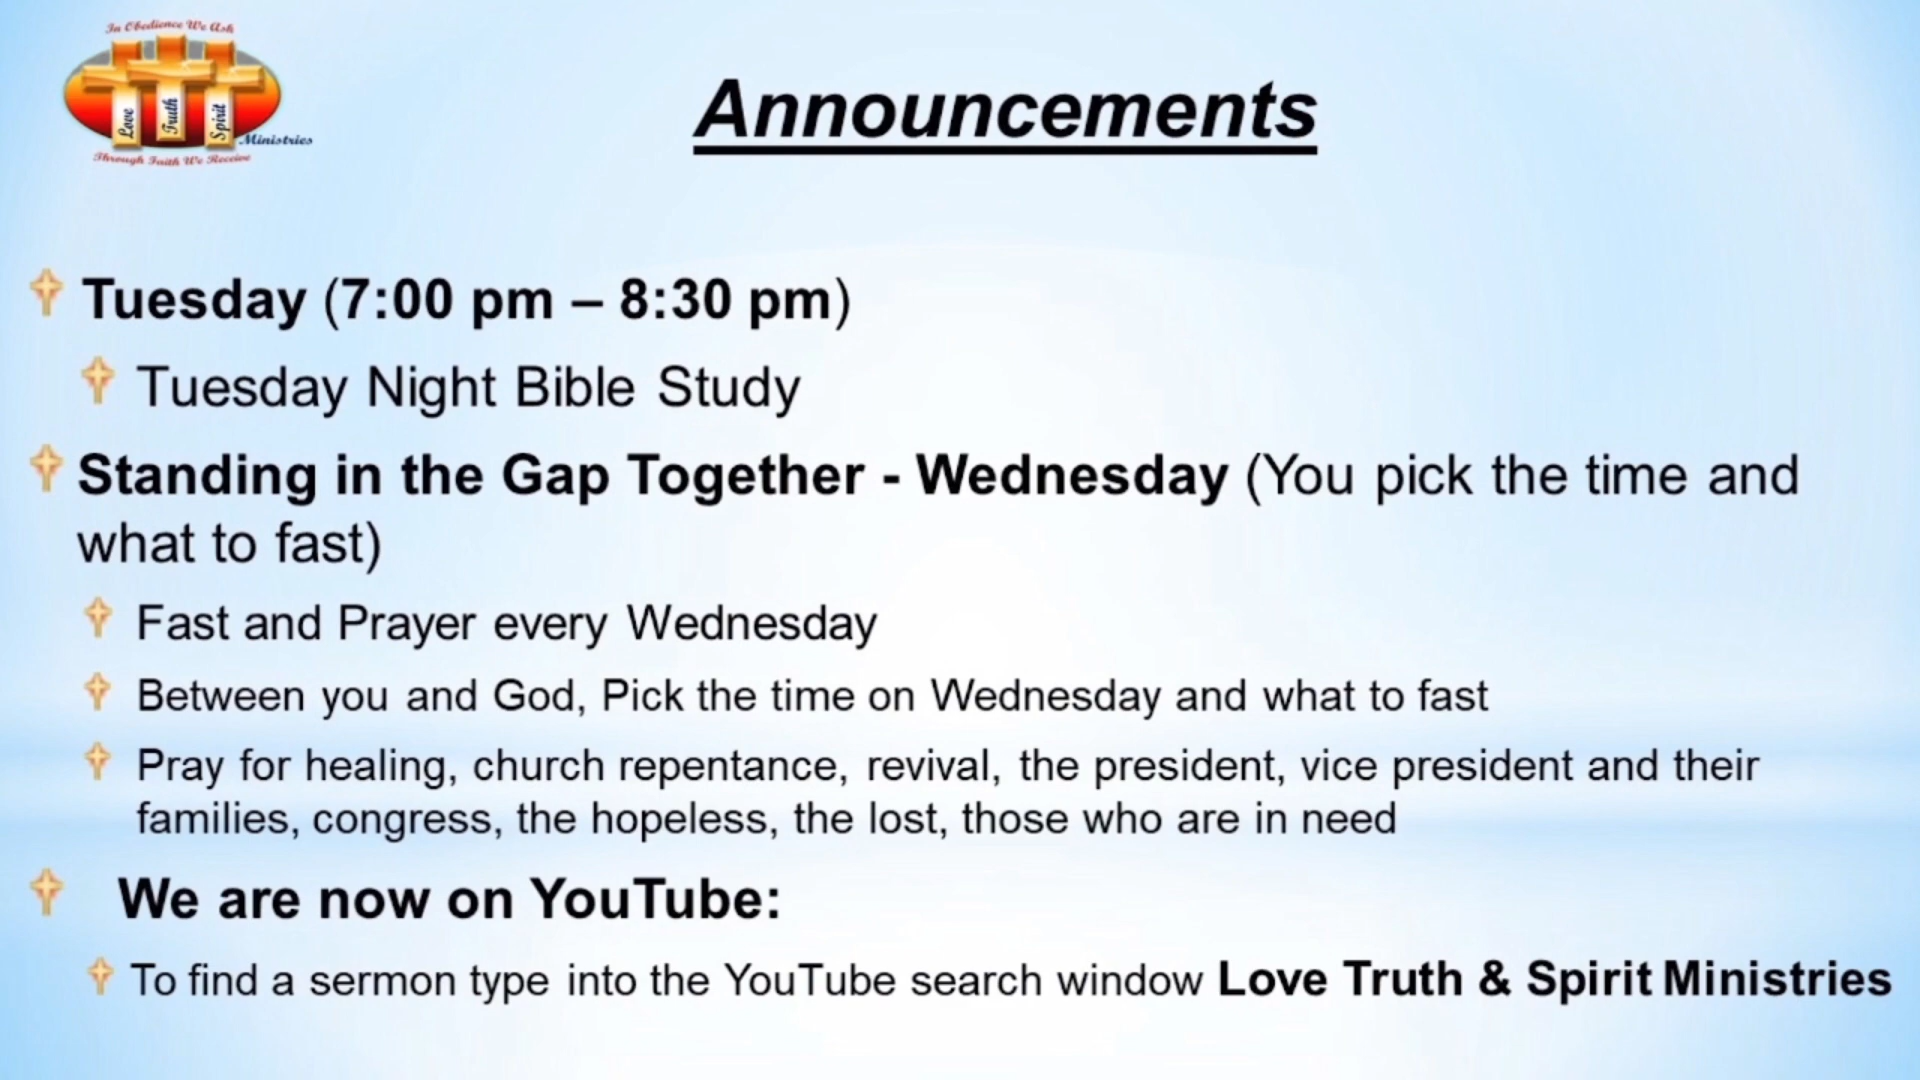 In Obedience We Ask
Love
Truth
Spirit
Ministries
Through Faith We Receive
Announcements
Tuesday (7:00 pm – 8:30 pm)
Tuesday Night Bible Study
Standing in the Gap Together - Wednesday (You pick the time and
what to fast)
Fast and Prayer every Wednesday
Between you and God, Pick the time on Wednesday and what to fast
Pray for healing, church repentance, revival, the president, vice president and their
families, congress, the hopeless, the lost, those who are in need
We are now on YouTube:
To find a sermon type into the YouTube search window Love Truth & Spirit Ministries